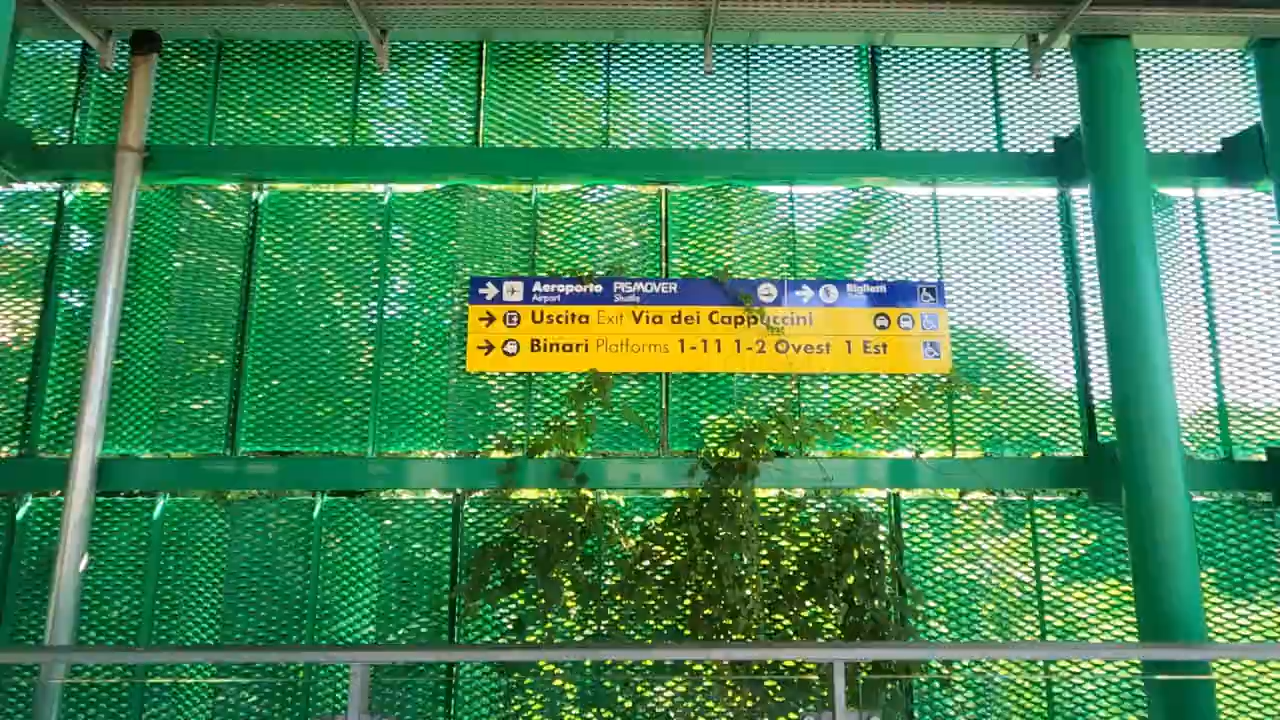 Aeroporto PISAMOVER Biglietti
Airport Shuttle
Uscita Exit Via dei Cappuccini
Binari Platforms 1-11 1-2 Ovest 1 Est